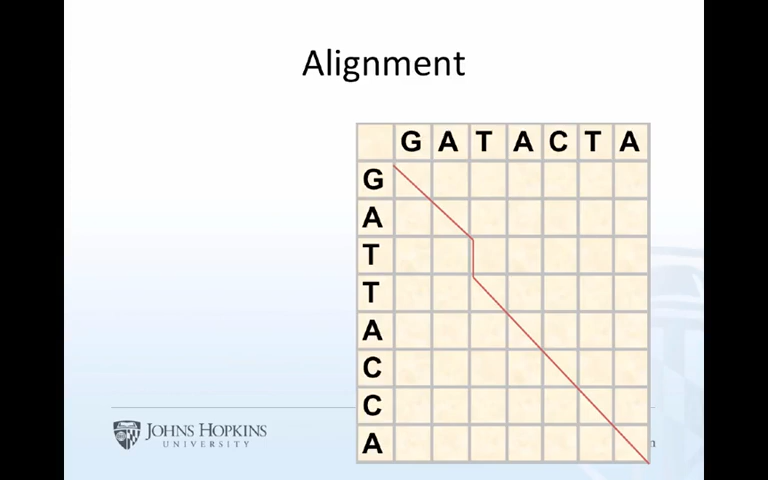 Alignment
G A T A C T A
G
A
T
T
A
C
C
A
JOHNS HOPKINS
UNIVERSITY